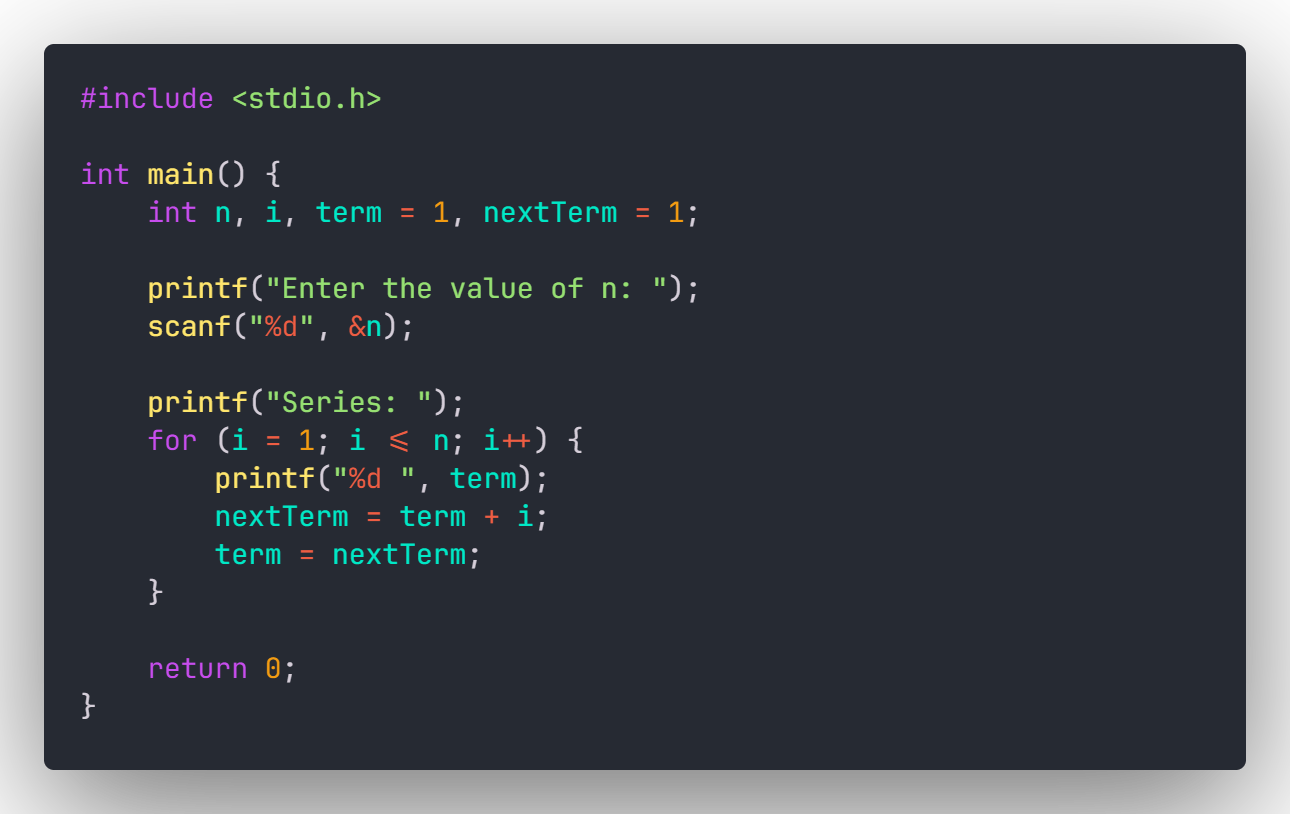 #include <stdio.h>

int main() {
    int n, i, term = 1, nextTerm = 1;

    printf("Enter the value of n: ");
    scanf("%d", &n);

    printf("Series: ");
    for (i = 1; i <= n; i++) {
        printf("%d ", term);
        nextTerm = term + i;
        term = nextTerm;
    }

    return 0;
}